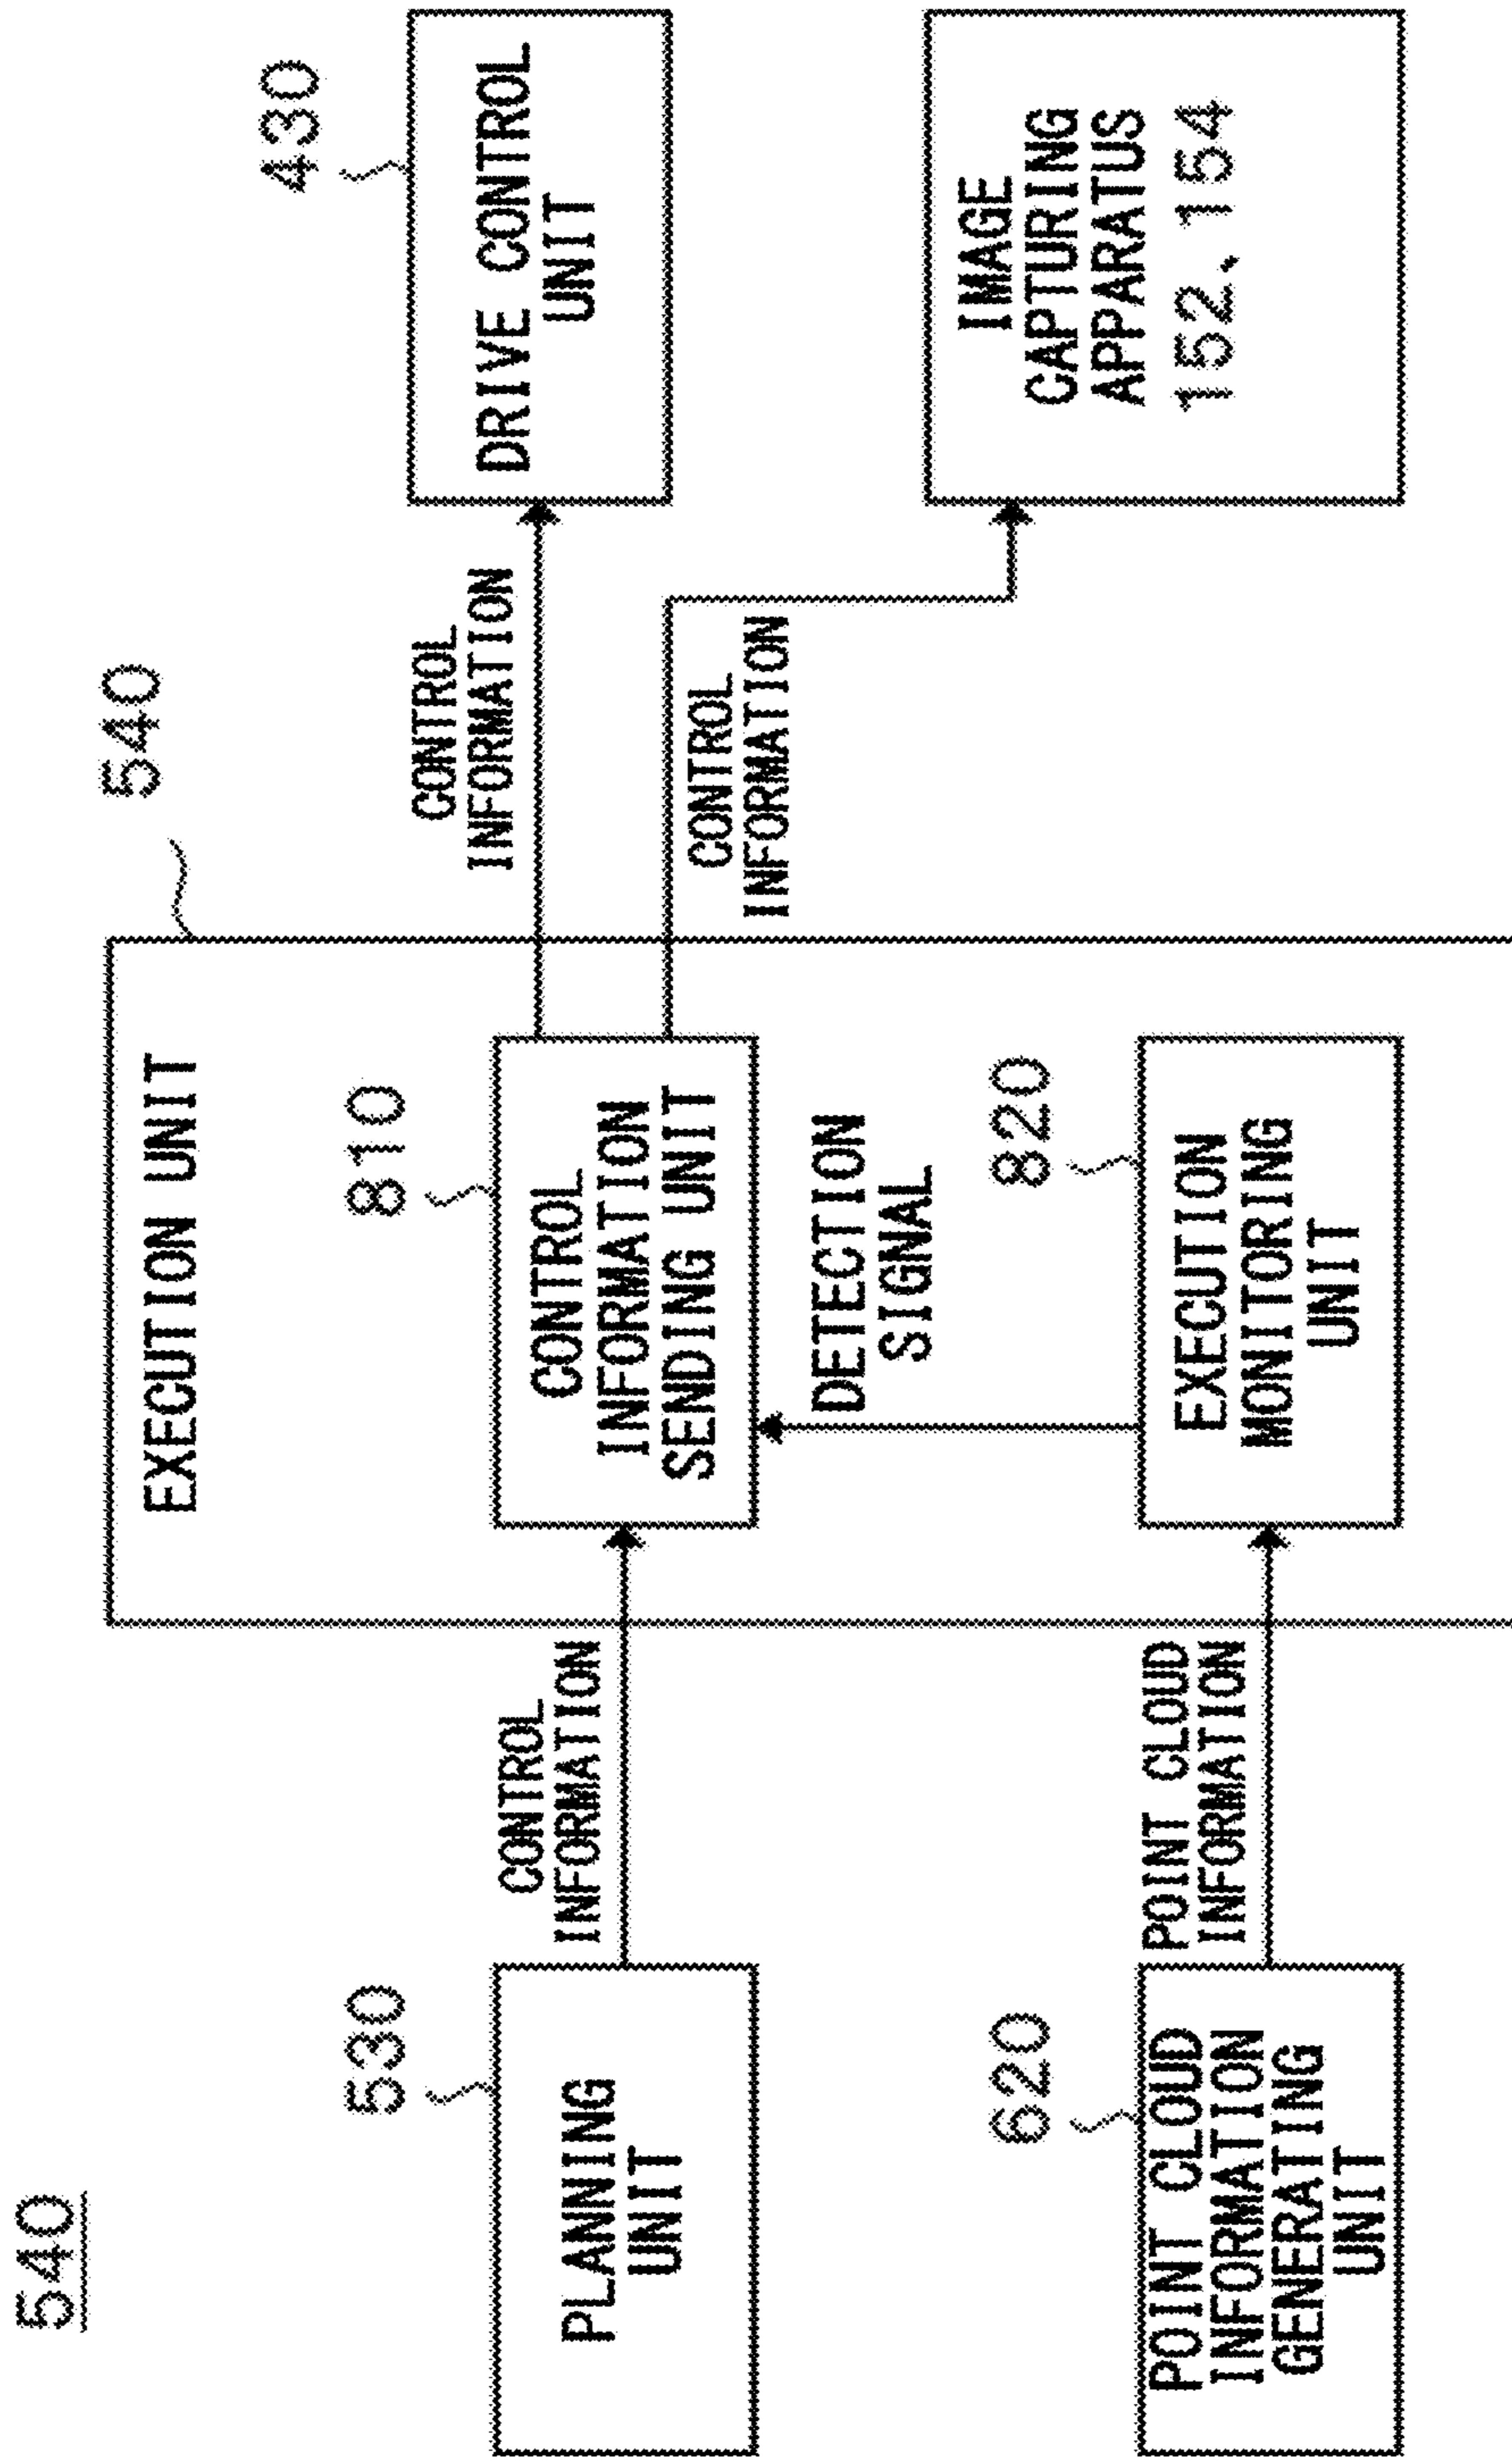 540
540
EXECUTION UNIT
530
PLANNING
UNIT
CONTROL
INFORMATION
810
CONTROL
INFORMATION
SENDING UNIT
CONTROL
INFORMATION
430
DRIVE CONTROL
UNIT
CONTROL
INFORMATION
DETECTION
SIGNAL
620
POINT CLOUD
INFORMATION
GENERATING
UNIT
POINT CLOUD
INFORMATION
820
EXECUTION
MONITORING
UNIT
IMAGE
CAPTURING
APPARATUS
152、154